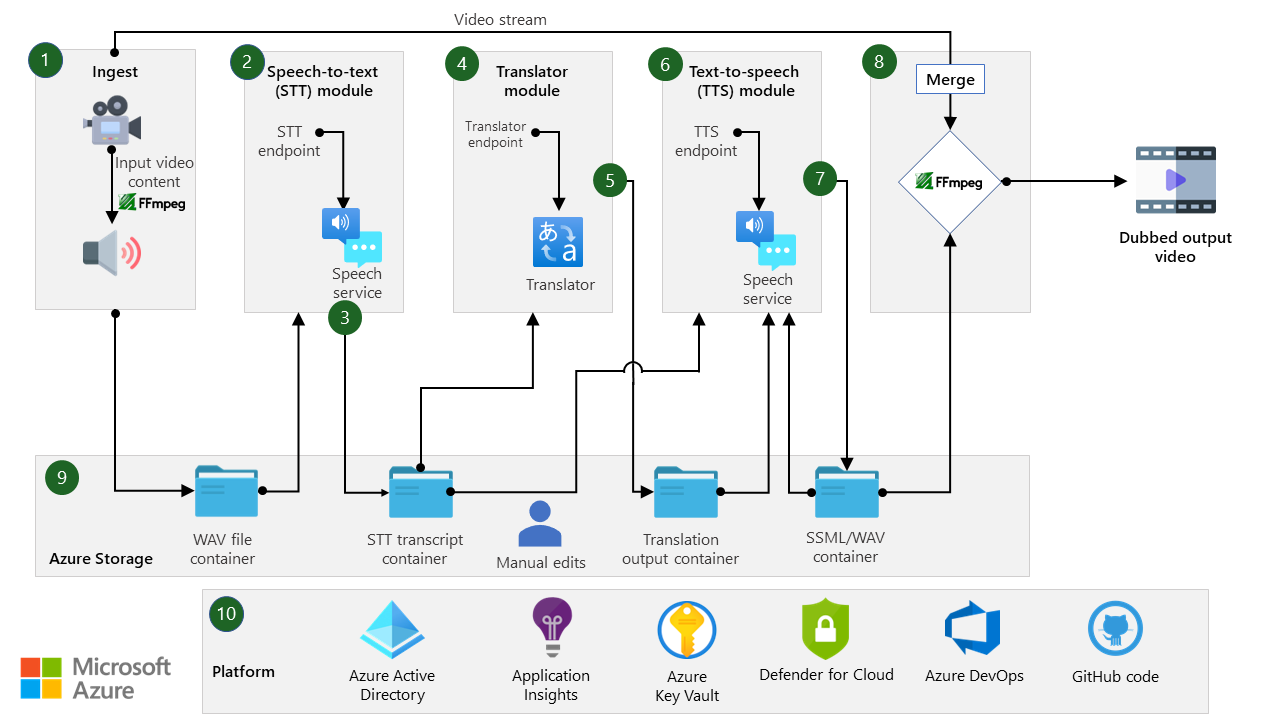 Video stream
1
Ingest
Input video
content
FFmpeg
2
Speech-to-text
(STT) module
STT
endpoint
Speech
service
3
4
Translator
module
Translator
endpoint
あ
a
Translator
5
6
Text-to-speech
(TTS) module
TTS
endpoint
Speech
service
7
8
Merge
FFmpeg
Dubbed output
video
9
Azure Storage
WAV file
container
STT transcript
container
Manual edits
Translation
output container
SSML/WAV
container
10
Platform
Azure Active
Directory
Application
Insights
Azure
Key Vault
Defender for Cloud
Azure DevOps
GitHub code
Microsoft
Azure